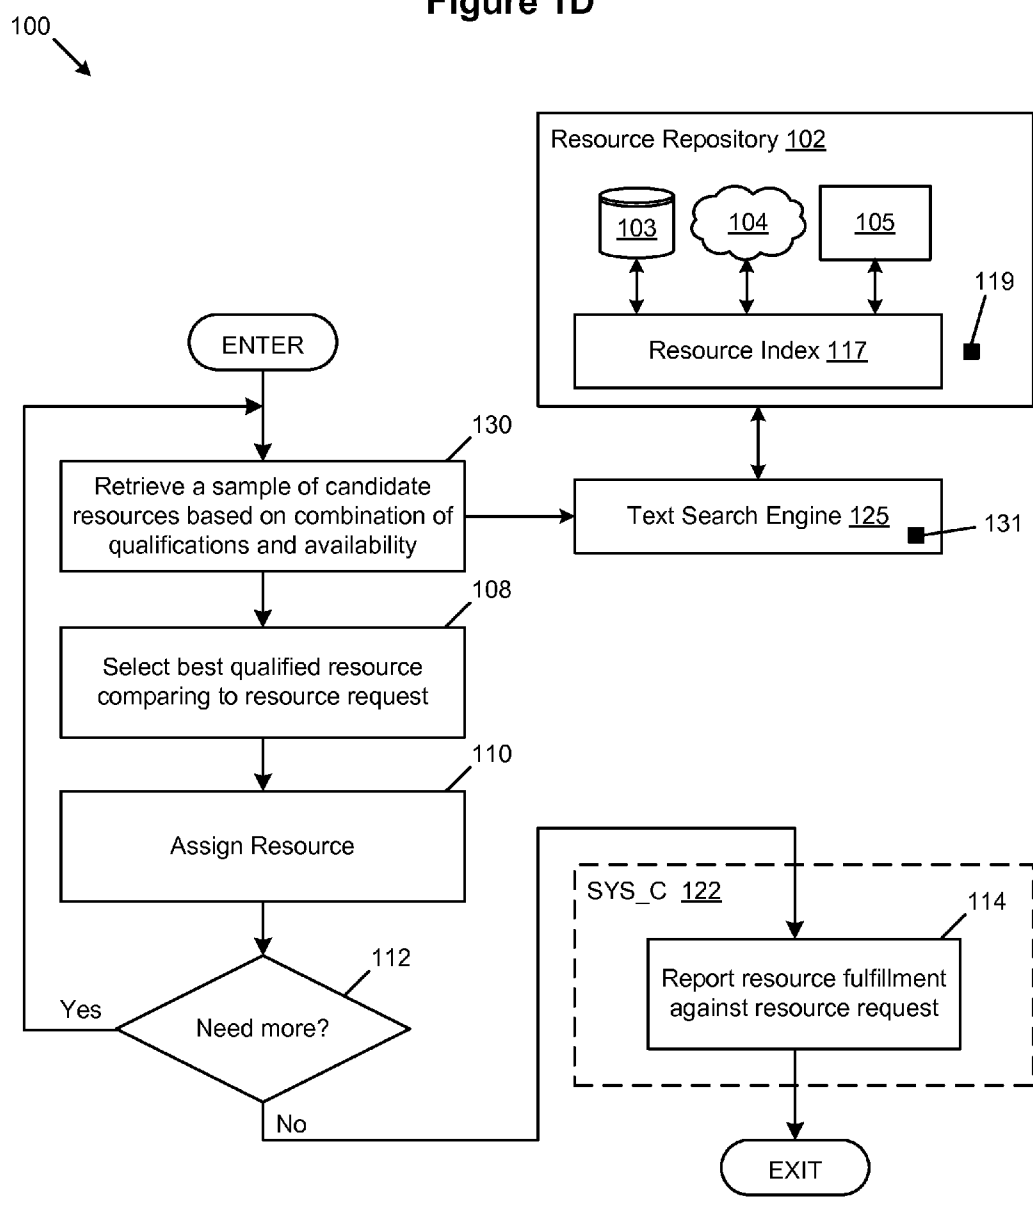 Figure 1D
100
Resource Repository 102
103
104
105
119
Resource Index 117
ENTER
130
Retrieve a sample of candidate
resources based on combination of
qualifications and availability
Text Search Engine 125
131
108
Select best qualified resource
comparing to resource request
110
Assign Resource
SYS_C 122
114
112
Report resource fulfillment
against resource request
Yes
Need more?
No
EXIT